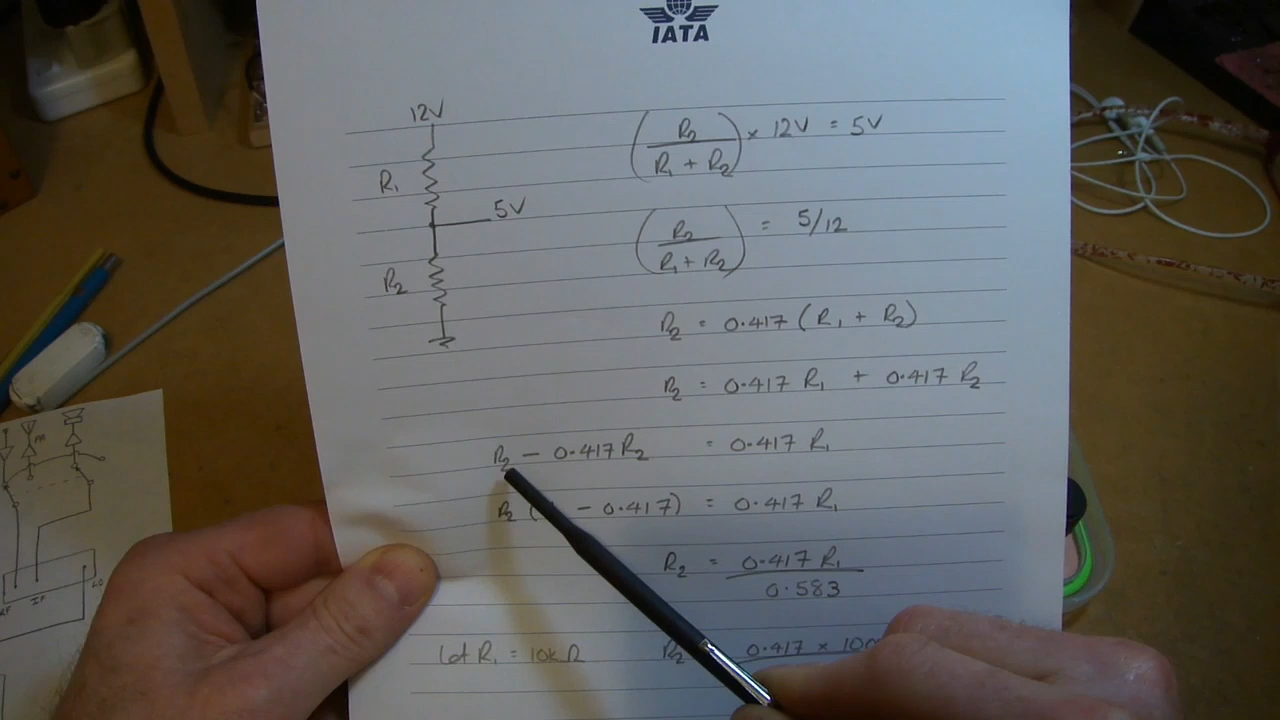 IATA
12V
( R2 / R1 + R2 ) × 12V = 5V
R1
5V
( R2 / R1 + R2 ) = 5/12
R2
R2 = 0.417 ( R1 + R2 )
R2 = 0.417 R1 + 0.417 R2
R2 − 0.417 R2 = 0.417 R1
R2 ( − 0.417) = 0.417 R1
R2 = 0.417 R1 / 0.583
Let R1 = 10k Ω
R2 0.417 × 10
IF
LO